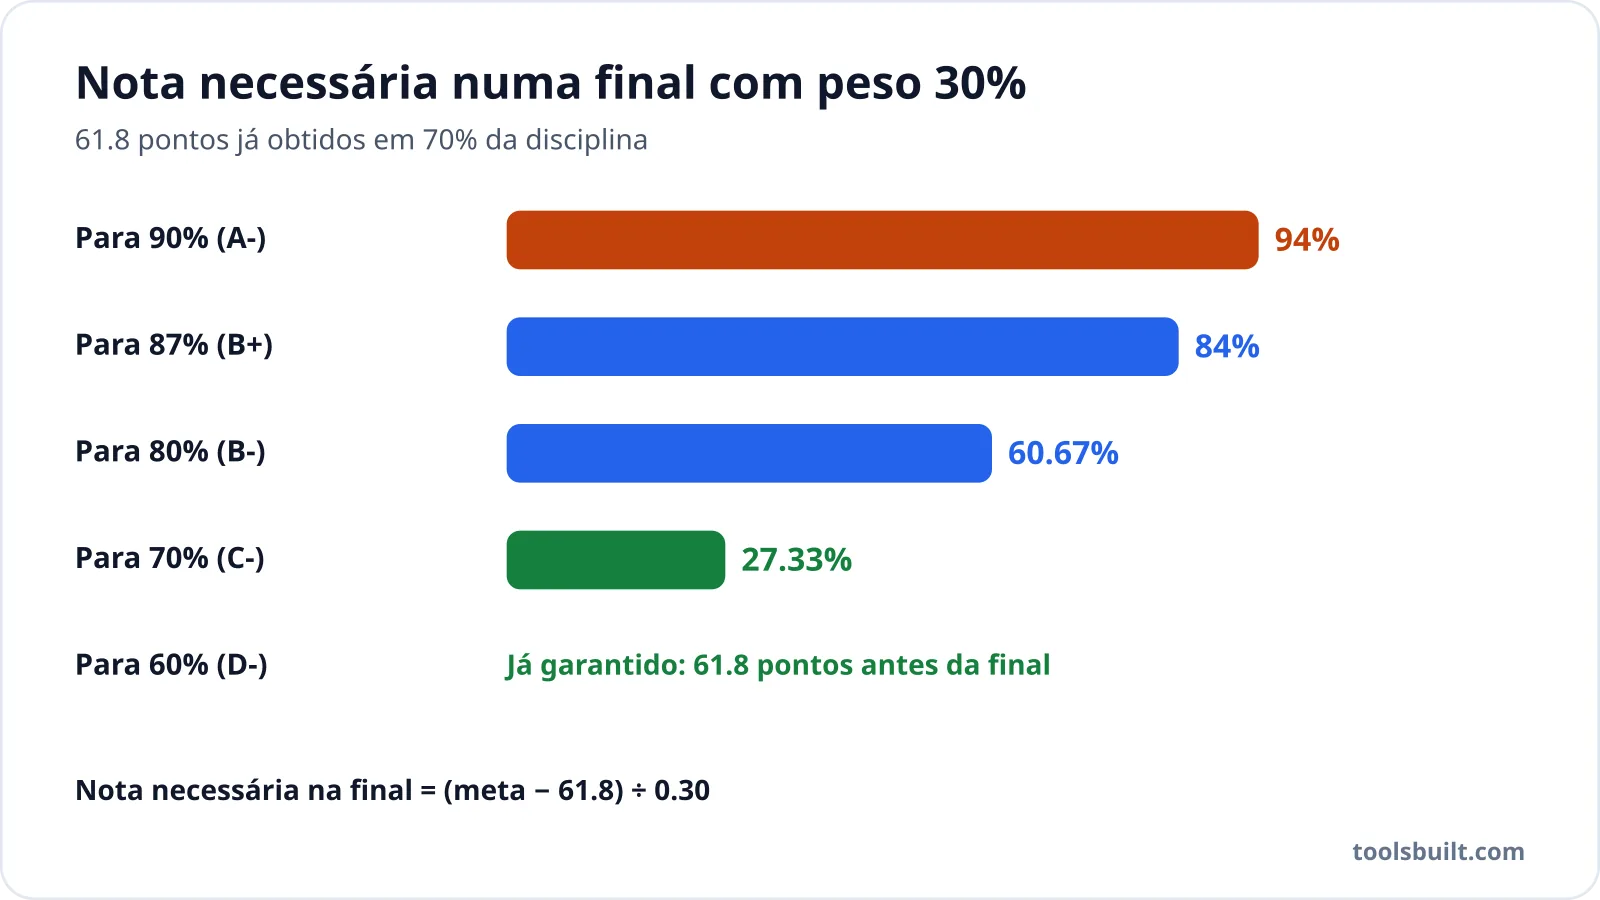 Nota necessária numa final com peso 30%
61.8 pontos já obtidos em 70% da disciplina
Para 90% (A-) 94%
Para 87% (B+) 84%
Para 80% (B-) 60.67%
Para 70% (C-) 27.33%
Para 60% (D-) Já garantido: 61.8 pontos antes da final
Nota necessária na final = (meta − 61.8) ÷ 0.30
toolsbuilt.com